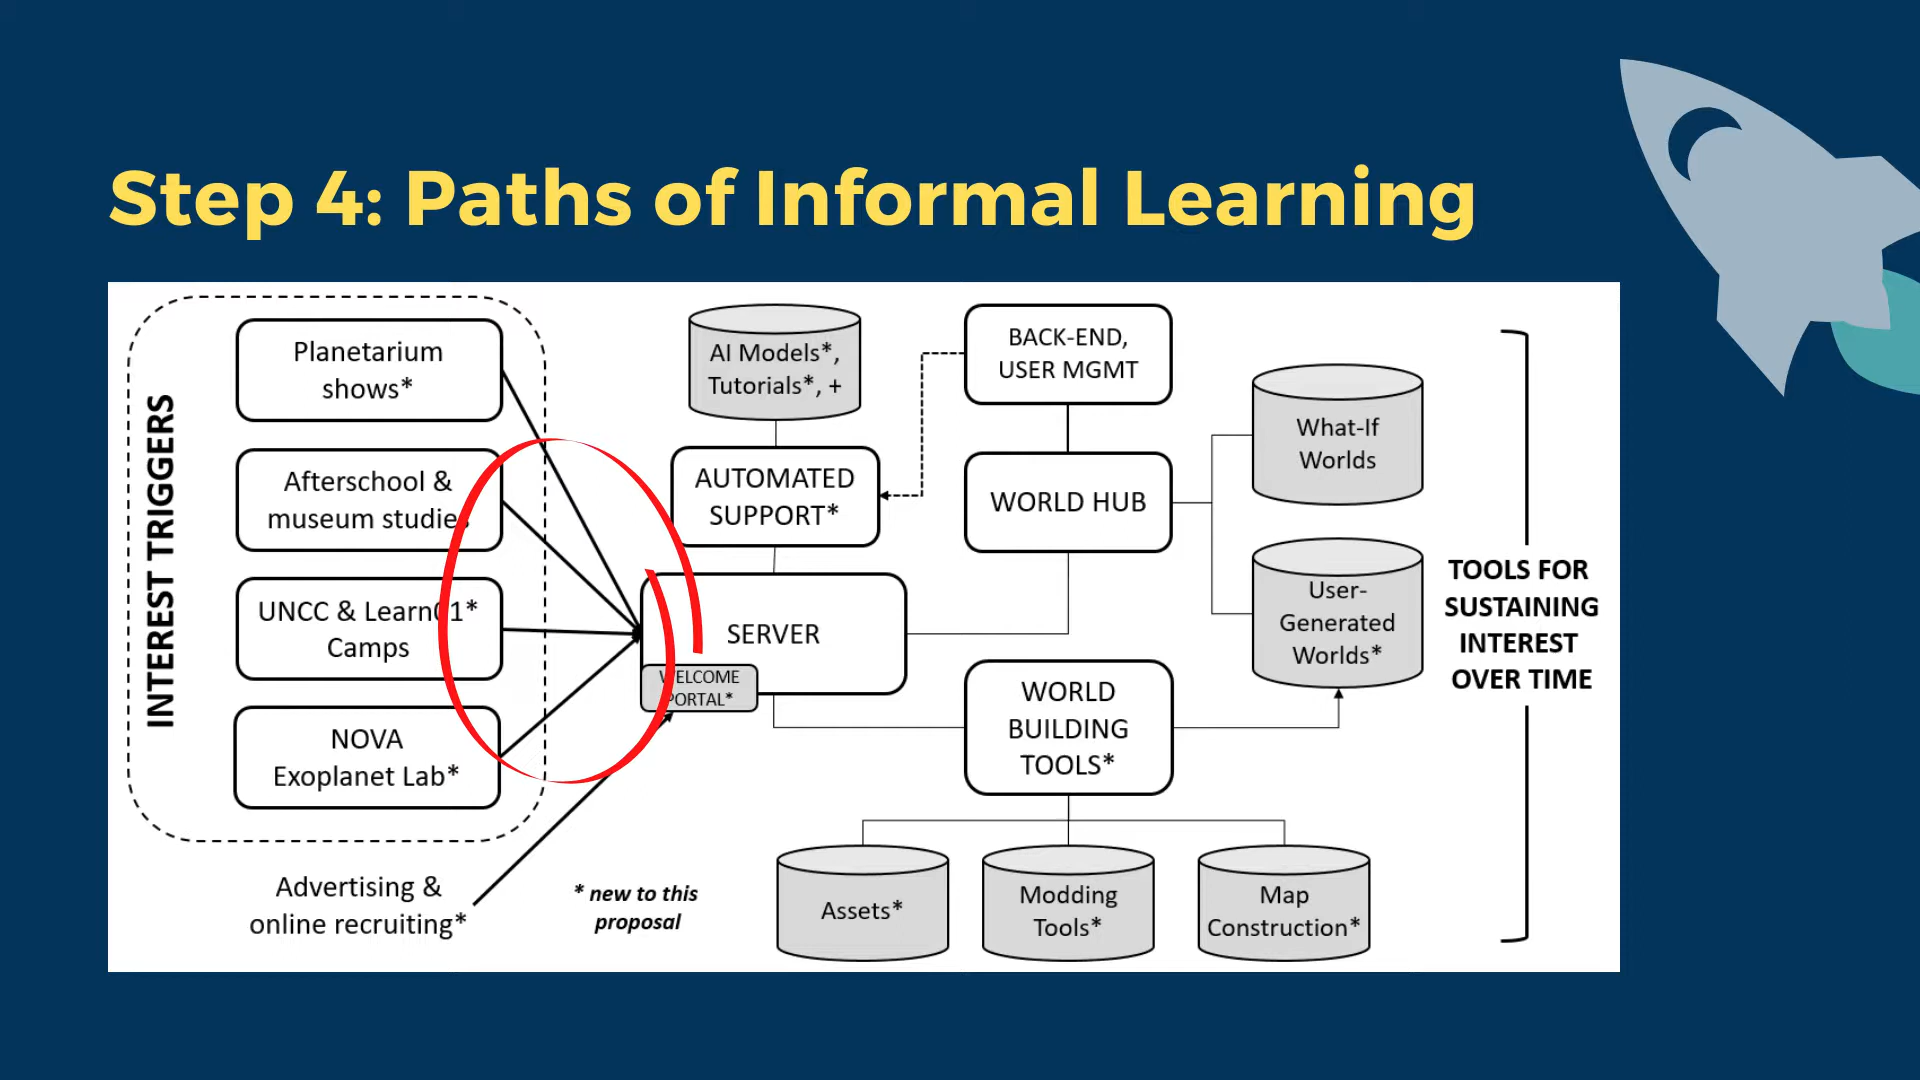 Step 4: Paths of Informal Learning
INTEREST TRIGGERS
Planetarium
shows*
Afterschool &
museum studies
UNCC & Learn01*
Camps
NOVA
Exoplanet Lab*
Advertising &
online recruiting*
* new to this
proposal
AI Models*,
Tutorials*, +
AUTOMATED
SUPPORT*
SERVER
WELCOME
PORTAL*
BACK-END,
USER MGMT
WORLD HUB
WORLD
BUILDING
TOOLS*
Assets*
Modding
Tools*
Map
Construction*
What-If
Worlds
User-
Generated
Worlds*
TOOLS FOR
SUSTAINING
INTEREST
OVER TIME